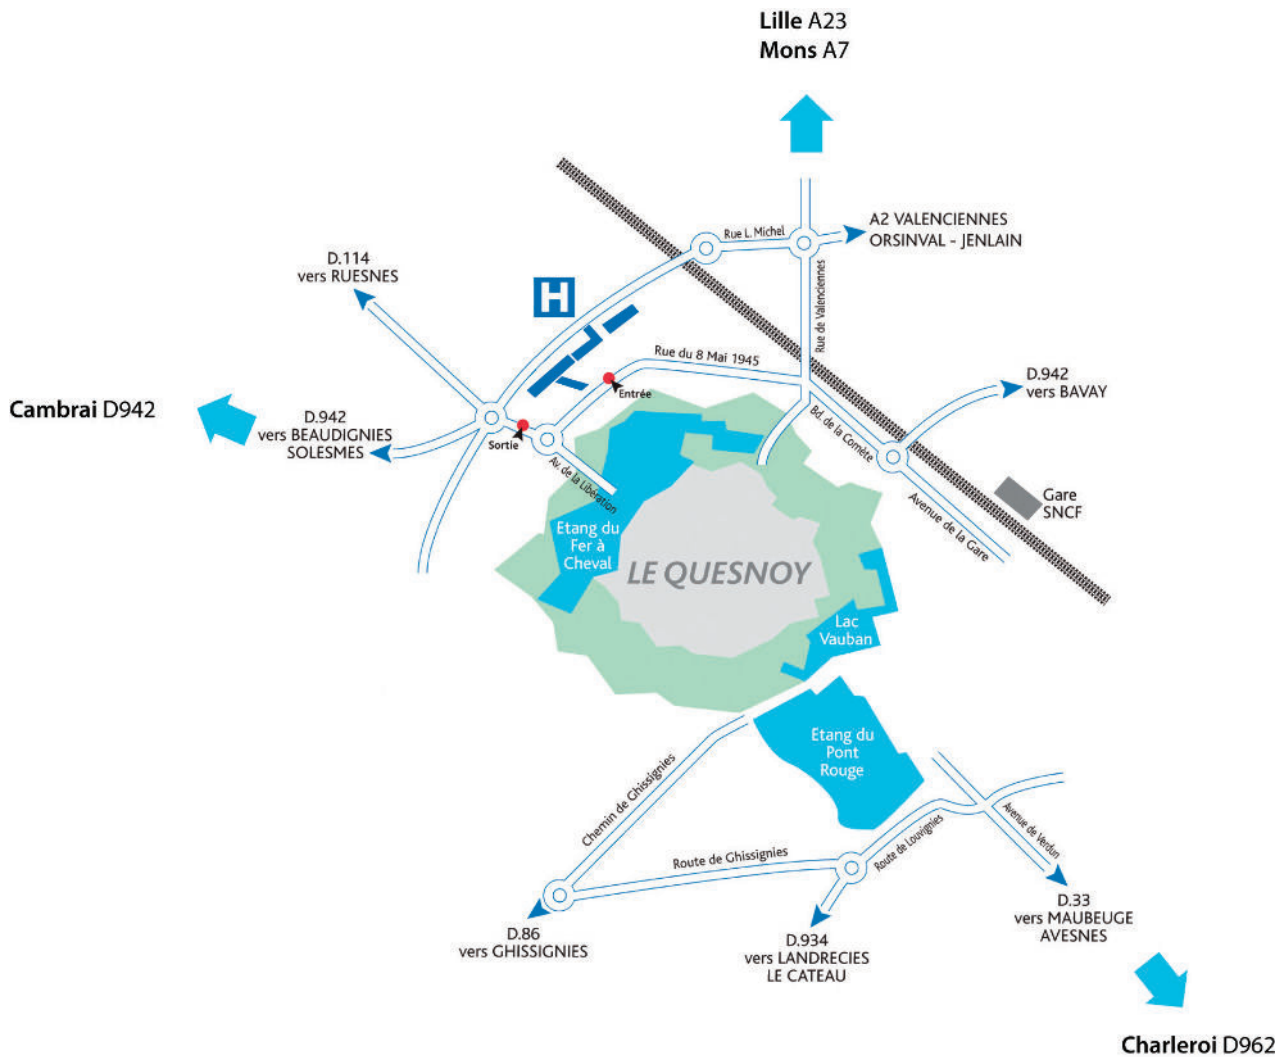 Lille A23
Mons A7
A2 VALENCIENNES
ORSINVAL - JENLAIN
Rue L. Michel
D.114
vers RUESNES
H
Rue de Valenciennes
Rue du 8 Mai 1945
D.942
vers BAVAY
Entrée
Cambrai D942
D.942
vers BEAUDIGNIES
SOLESMES
Sortie
Bd. de la Comète
Av. de la Libération
Gare
SNCF
Avenue de la Gare
Etang du
Fer à
Cheval
LE QUESNOY
Lac
Vauban
Etang du
Pont
Rouge
Chemin de Ghissignies
Avenue de Verdun
Route de Louvignies
Route de Ghissignies
D.86
vers GHISSIGNIES
D.934
vers LANDRECIES
LE CATEAU
D.33
vers MAUBEUGE
AVESNES
Charleroi D962